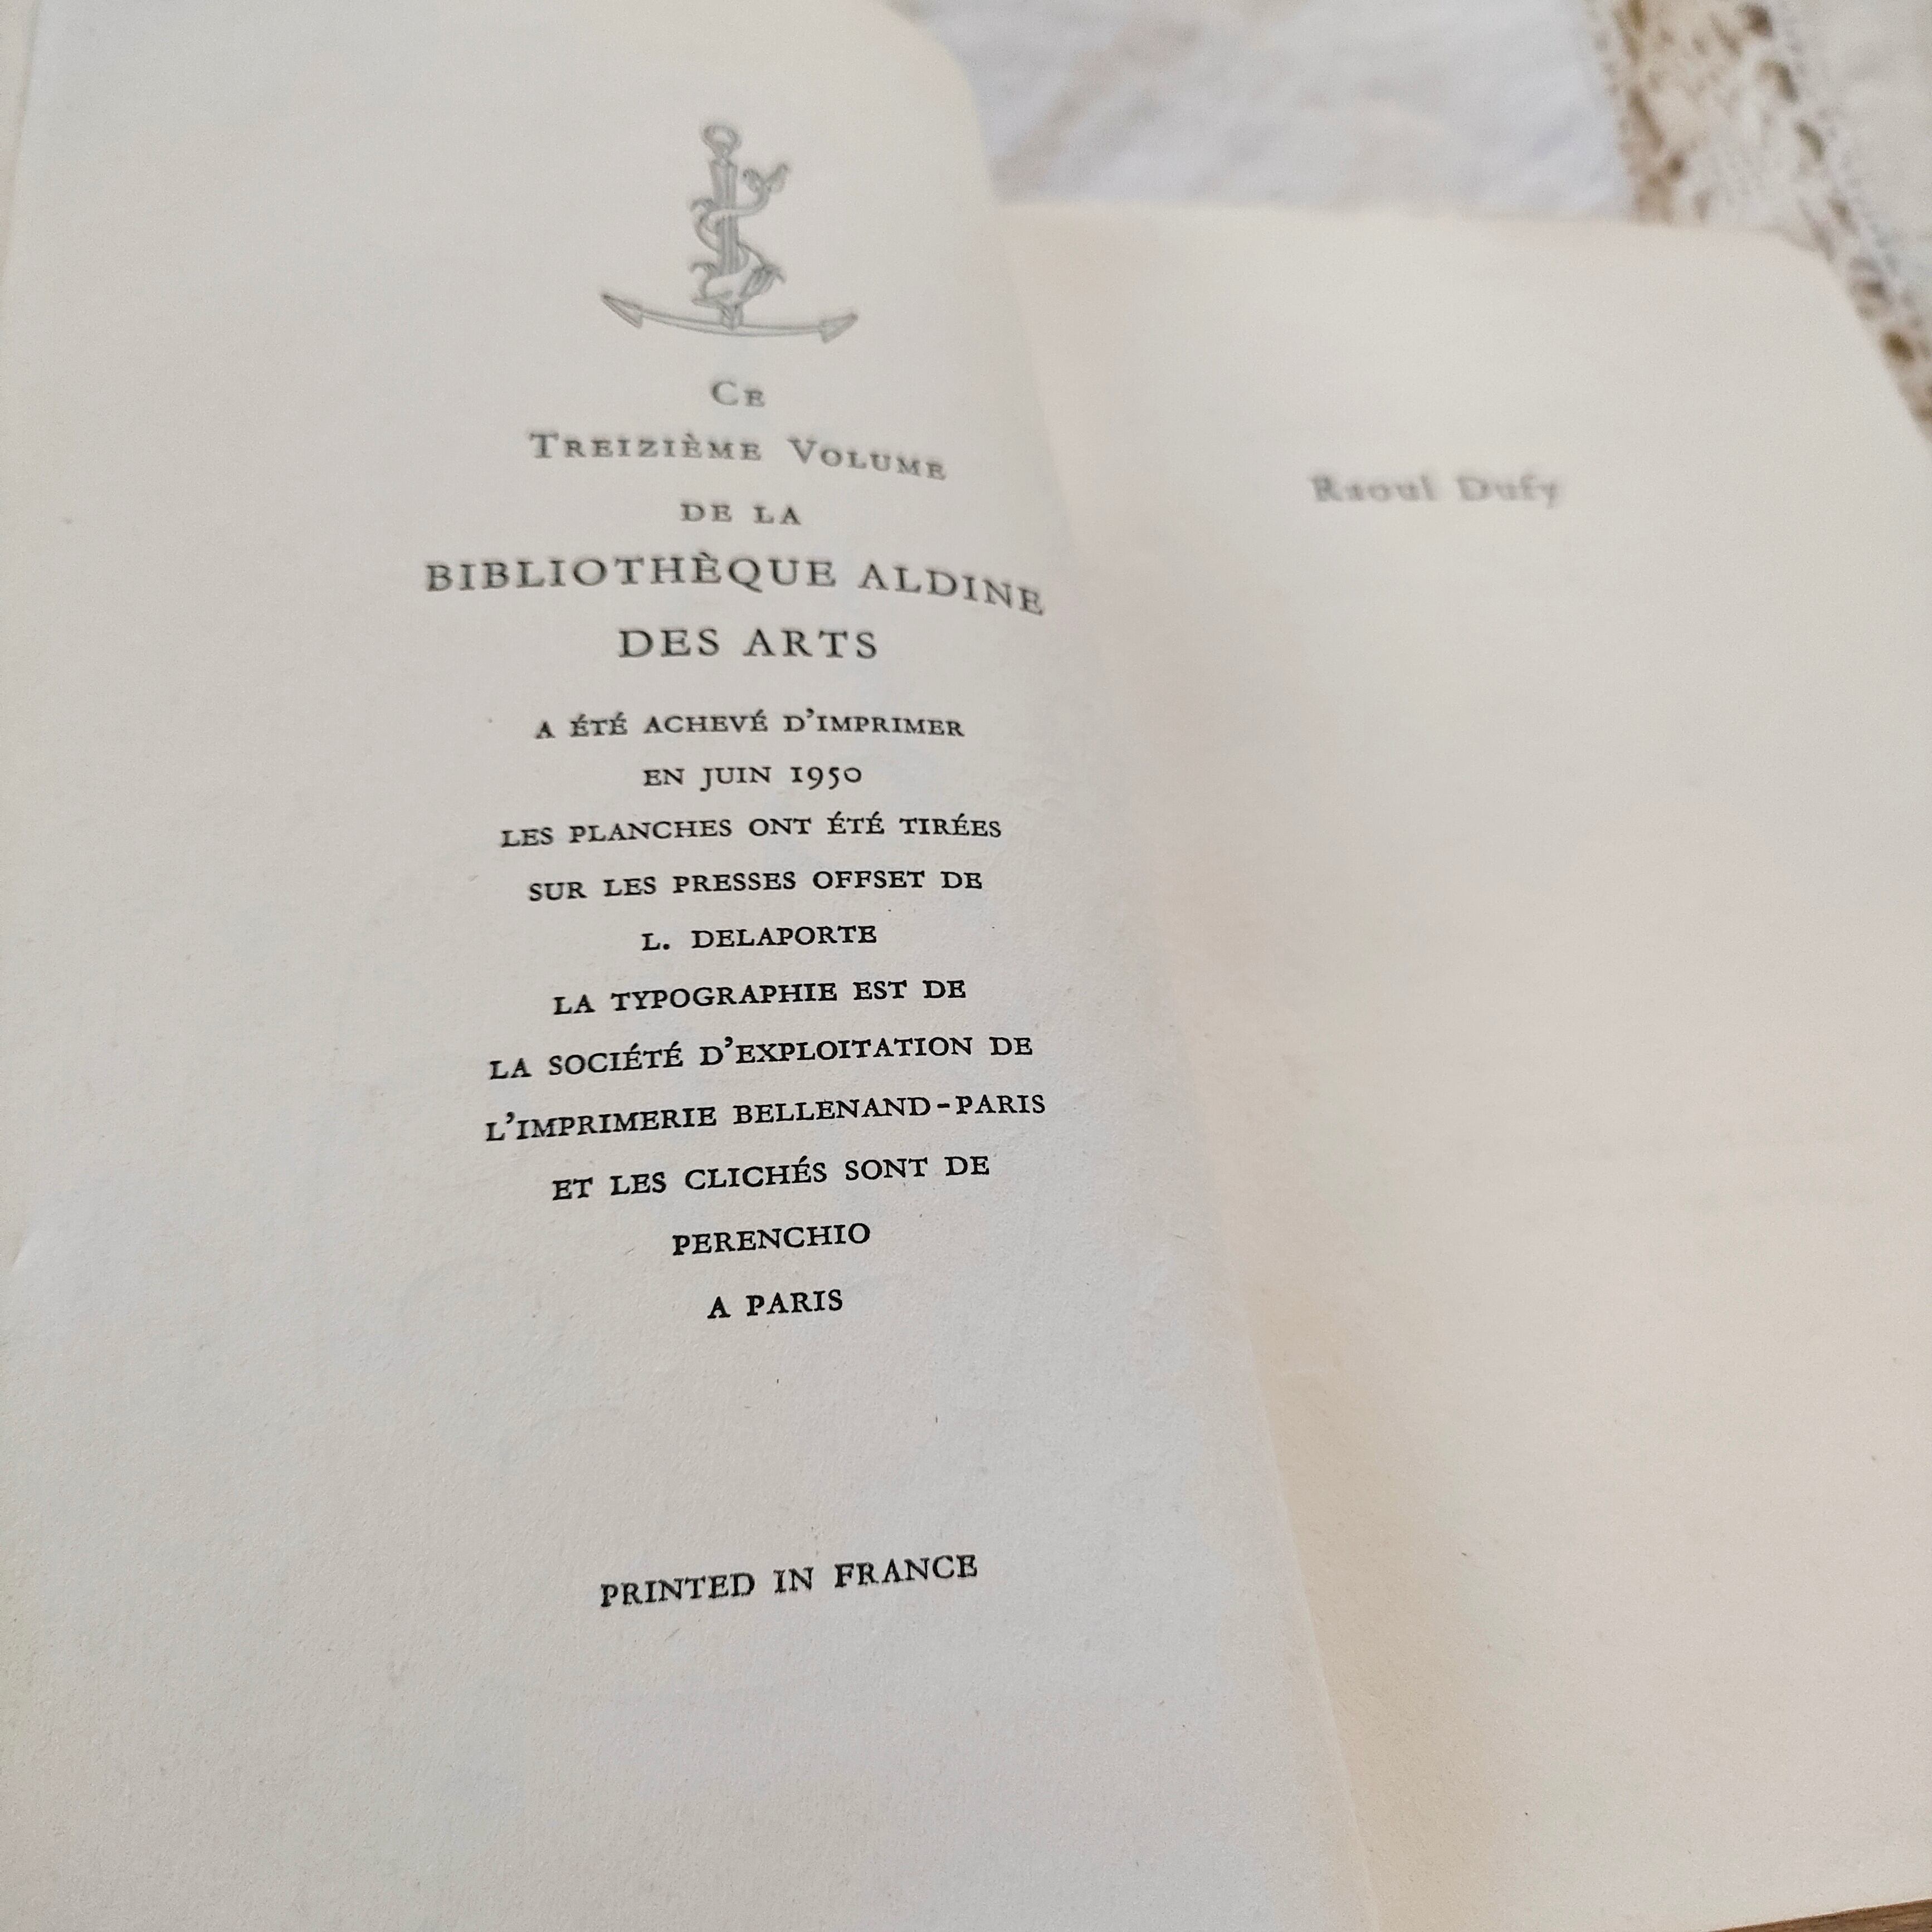 Ce
Treizième Volume
de la
BIBLIOTHÈQUE ALDINE
DES ARTS
A ÉTÉ ACHEVÉ D'IMPRIMER
EN JUIN 1950
LES PLANCHES ONT ÉTÉ TIRÉES
SUR LES PRESSES OFFSET DE
L. DELAPORTE
LA TYPOGRAPHIE EST DE
LA SOCIÉTÉ D'EXPLOITATION DE
L'IMPRIMERIE BELLENAND-PARIS
ET LES CLICHÉS SONT DE
PERENCHIO
A PARIS
PRINTED IN FRANCE
Raoul Dufy